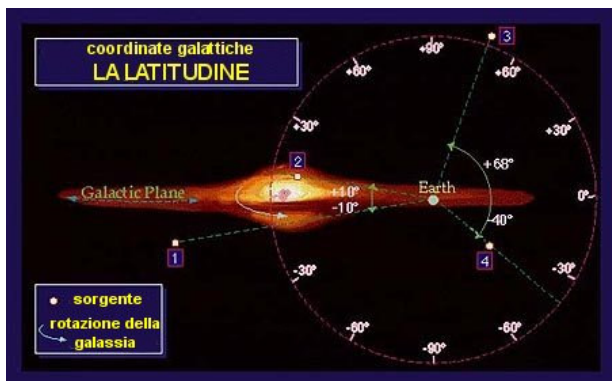 coordinate galattiche
LA LATITUDINE
3
+90°
+60°
+60°
+30°
+30°
+68°
2
Galactic Plane
+10°
-10°
Earth
0°
-40°
1
4
-30°
-30°
-60°
-60°
-90°
sorgente
rotazione della
galassia